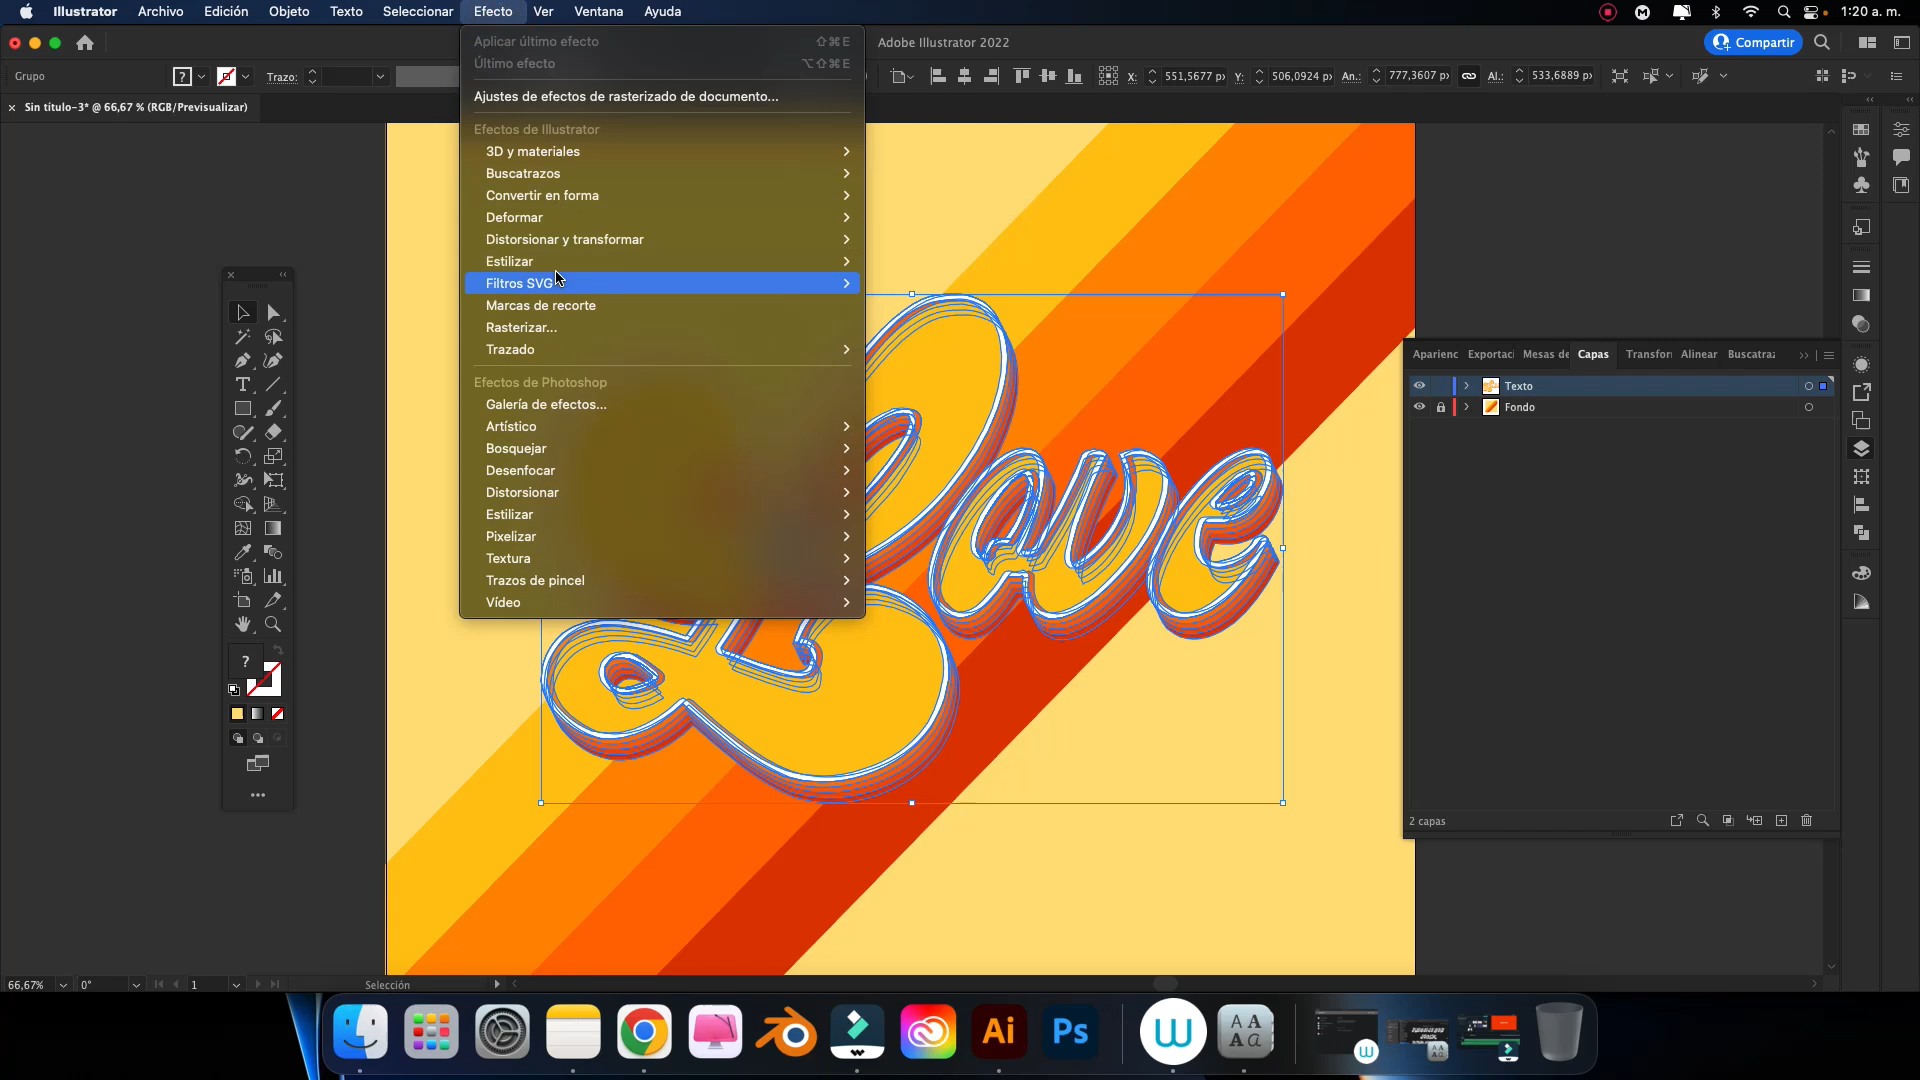 Illustrator Archivo Edición Objeto Texto Seleccionar Efecto Ver Ventana Ayuda 1:20 a. m.
Adobe Illustrator 2022 Compartir
Grupo ? Trazo: X: 551,5677 p Y: 506,0924 p An.: 777,3607 p Al.: 533,6889 p
× Sin título-3* @ 66,67 % (RGB/Previsualizar)
Aplicar último efecto ⇧⌘E
Último efecto ⌥⇧⌘E
Ajustes de efectos de rasterizado de documento...
Efectos de Illustrator
3D y materiales
Buscatrazos
Convertir en forma
Deformar
Distorsionar y transformar
Estilizar
Filtros SVG
Marcas de recorte
Rasterizar...
Trazado
Efectos de Photoshop
Galería de efectos...
Artístico
Bosquejar
Desenfocar
Distorsionar
Estilizar
Pixelizar
Textura
Trazos de pincel
Vídeo
Aparienc Exportac Mesas de Capas Transfor Alinear Buscatraz
Texto
Fondo
2 capas
T
?
ave
66,67% 0° 1 Selección
Ai Ps
AA
Aa